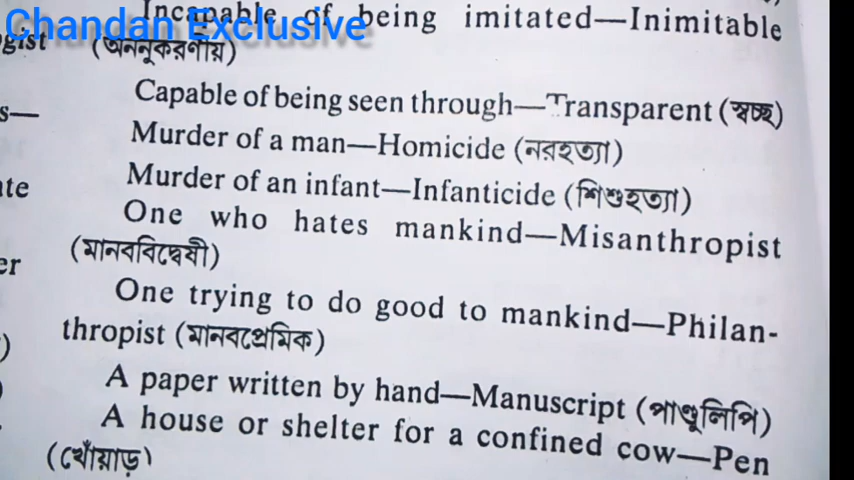 Chandan Exclusive
Incapable of being imitated—Inimitable
gist (অননুকরণীয়)
s— Capable of being seen through—Transparent (স্বচ্ছ)
Murder of a man—Homicide (নরহত্যা)
Murder of an infant—Infanticide (শিশুহত্যা)
One who hates mankind—Misanthropist
(মানববিদ্বেষী)
er
One trying to do good to mankind—Philan-
thropist (মানবপ্রেমিক)
A paper written by hand—Manuscript (পাণ্ডুলিপি)
A house or shelter for a confined cow—Pen
(খোঁয়াড়)